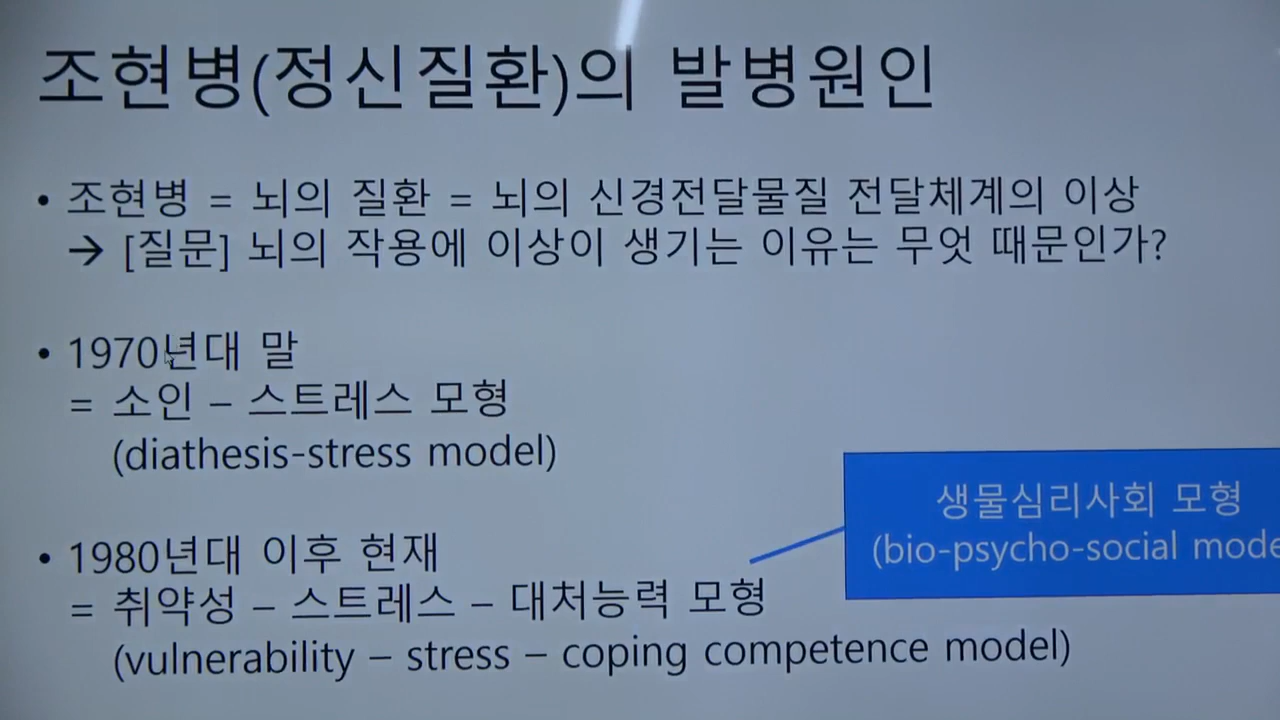 조현병(정신질환)의 발병원인
• 조현병 = 뇌의 질환 = 뇌의 신경전달물질 전달체계의 이상
→ [질문] 뇌의 작용에 이상이 생기는 이유는 무엇 때문인가?
• 1970년대 말
= 소인 – 스트레스 모형
(diathesis-stress model)
• 1980년대 이후 현재
= 취약성 – 스트레스 – 대처능력 모형
(vulnerability – stress – coping competence model)
생물심리사회 모형
(bio-psycho-social mode